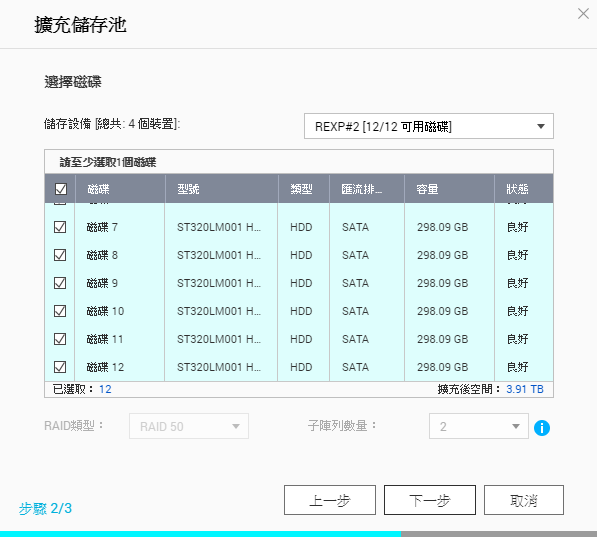 擴充儲存池
選擇磁碟
儲存設備 [總共: 4 個裝置]:
REXP#2 [12/12 可用磁碟]
請至少選取1個磁碟
磁碟 型號 類型 匯流排... 容量 狀態
磁碟 7 ST320LM001 H... HDD SATA 298.09 GB 良好
磁碟 8 ST320LM001 H... HDD SATA 298.09 GB 良好
磁碟 9 ST320LM001 H... HDD SATA 298.09 GB 良好
磁碟 10 ST320LM001 H... HDD SATA 298.09 GB 良好
磁碟 11 ST320LM001 H... HDD SATA 298.09 GB 良好
磁碟 12 ST320LM001 H... HDD SATA 298.09 GB 良好
已選取： 12 擴充後空間： 3.91 TB
RAID類型： RAID 50 子陣列數量： 2
步驟 2/3 上一步 下一步 取消